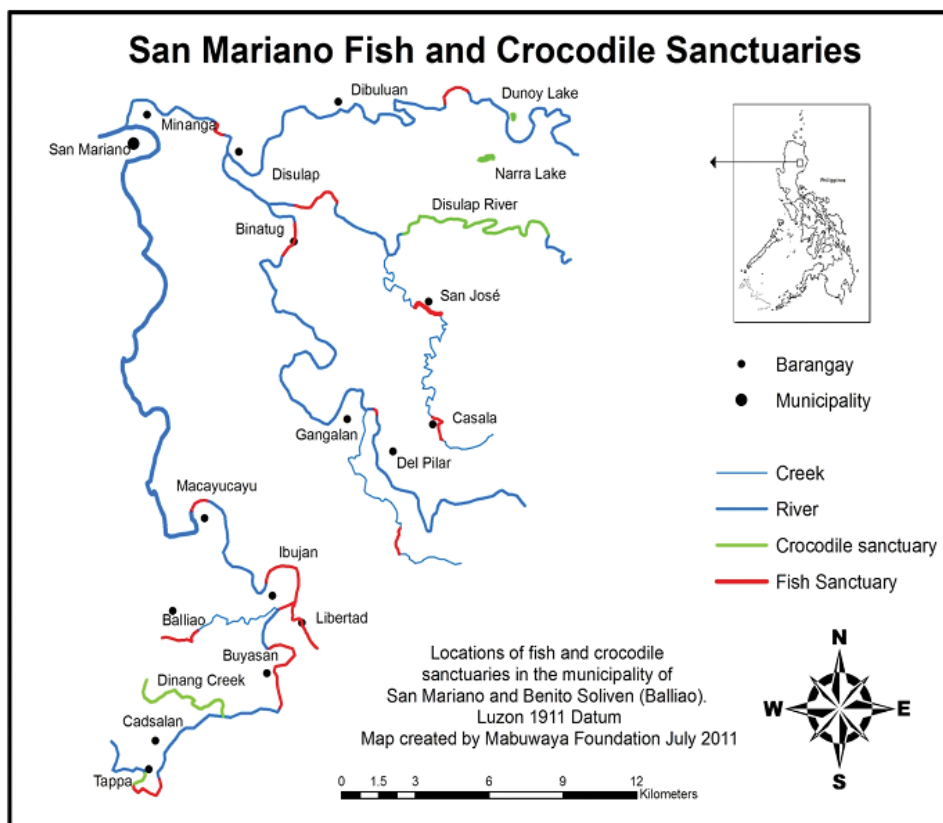 San Mariano Fish and Crocodile Sanctuaries
Dibuluan
Dunoy Lake
Minanga
San Mariano
Narra Lake
Disulap
Disulap River
Binatug
San José
Gangalan
Casala
Del Pilar
Macayucayu
Ibujan
Balliao
Libertad
Buyasan
Dinang Creek
Cadsalan
Tappa
Philippines
Barangay
Municipality
Creek
River
Crocodile sanctuary
Fish Sanctuary
Locations of fish and crocodile
sanctuaries in the municipality of
San Mariano and Benito Soliven (Balliao).
Luzon 1911 Datum
Map created by Mabuwaya Foundation July 2011
N
W E
S
0 1.5 3 6 9 12
Kilometers